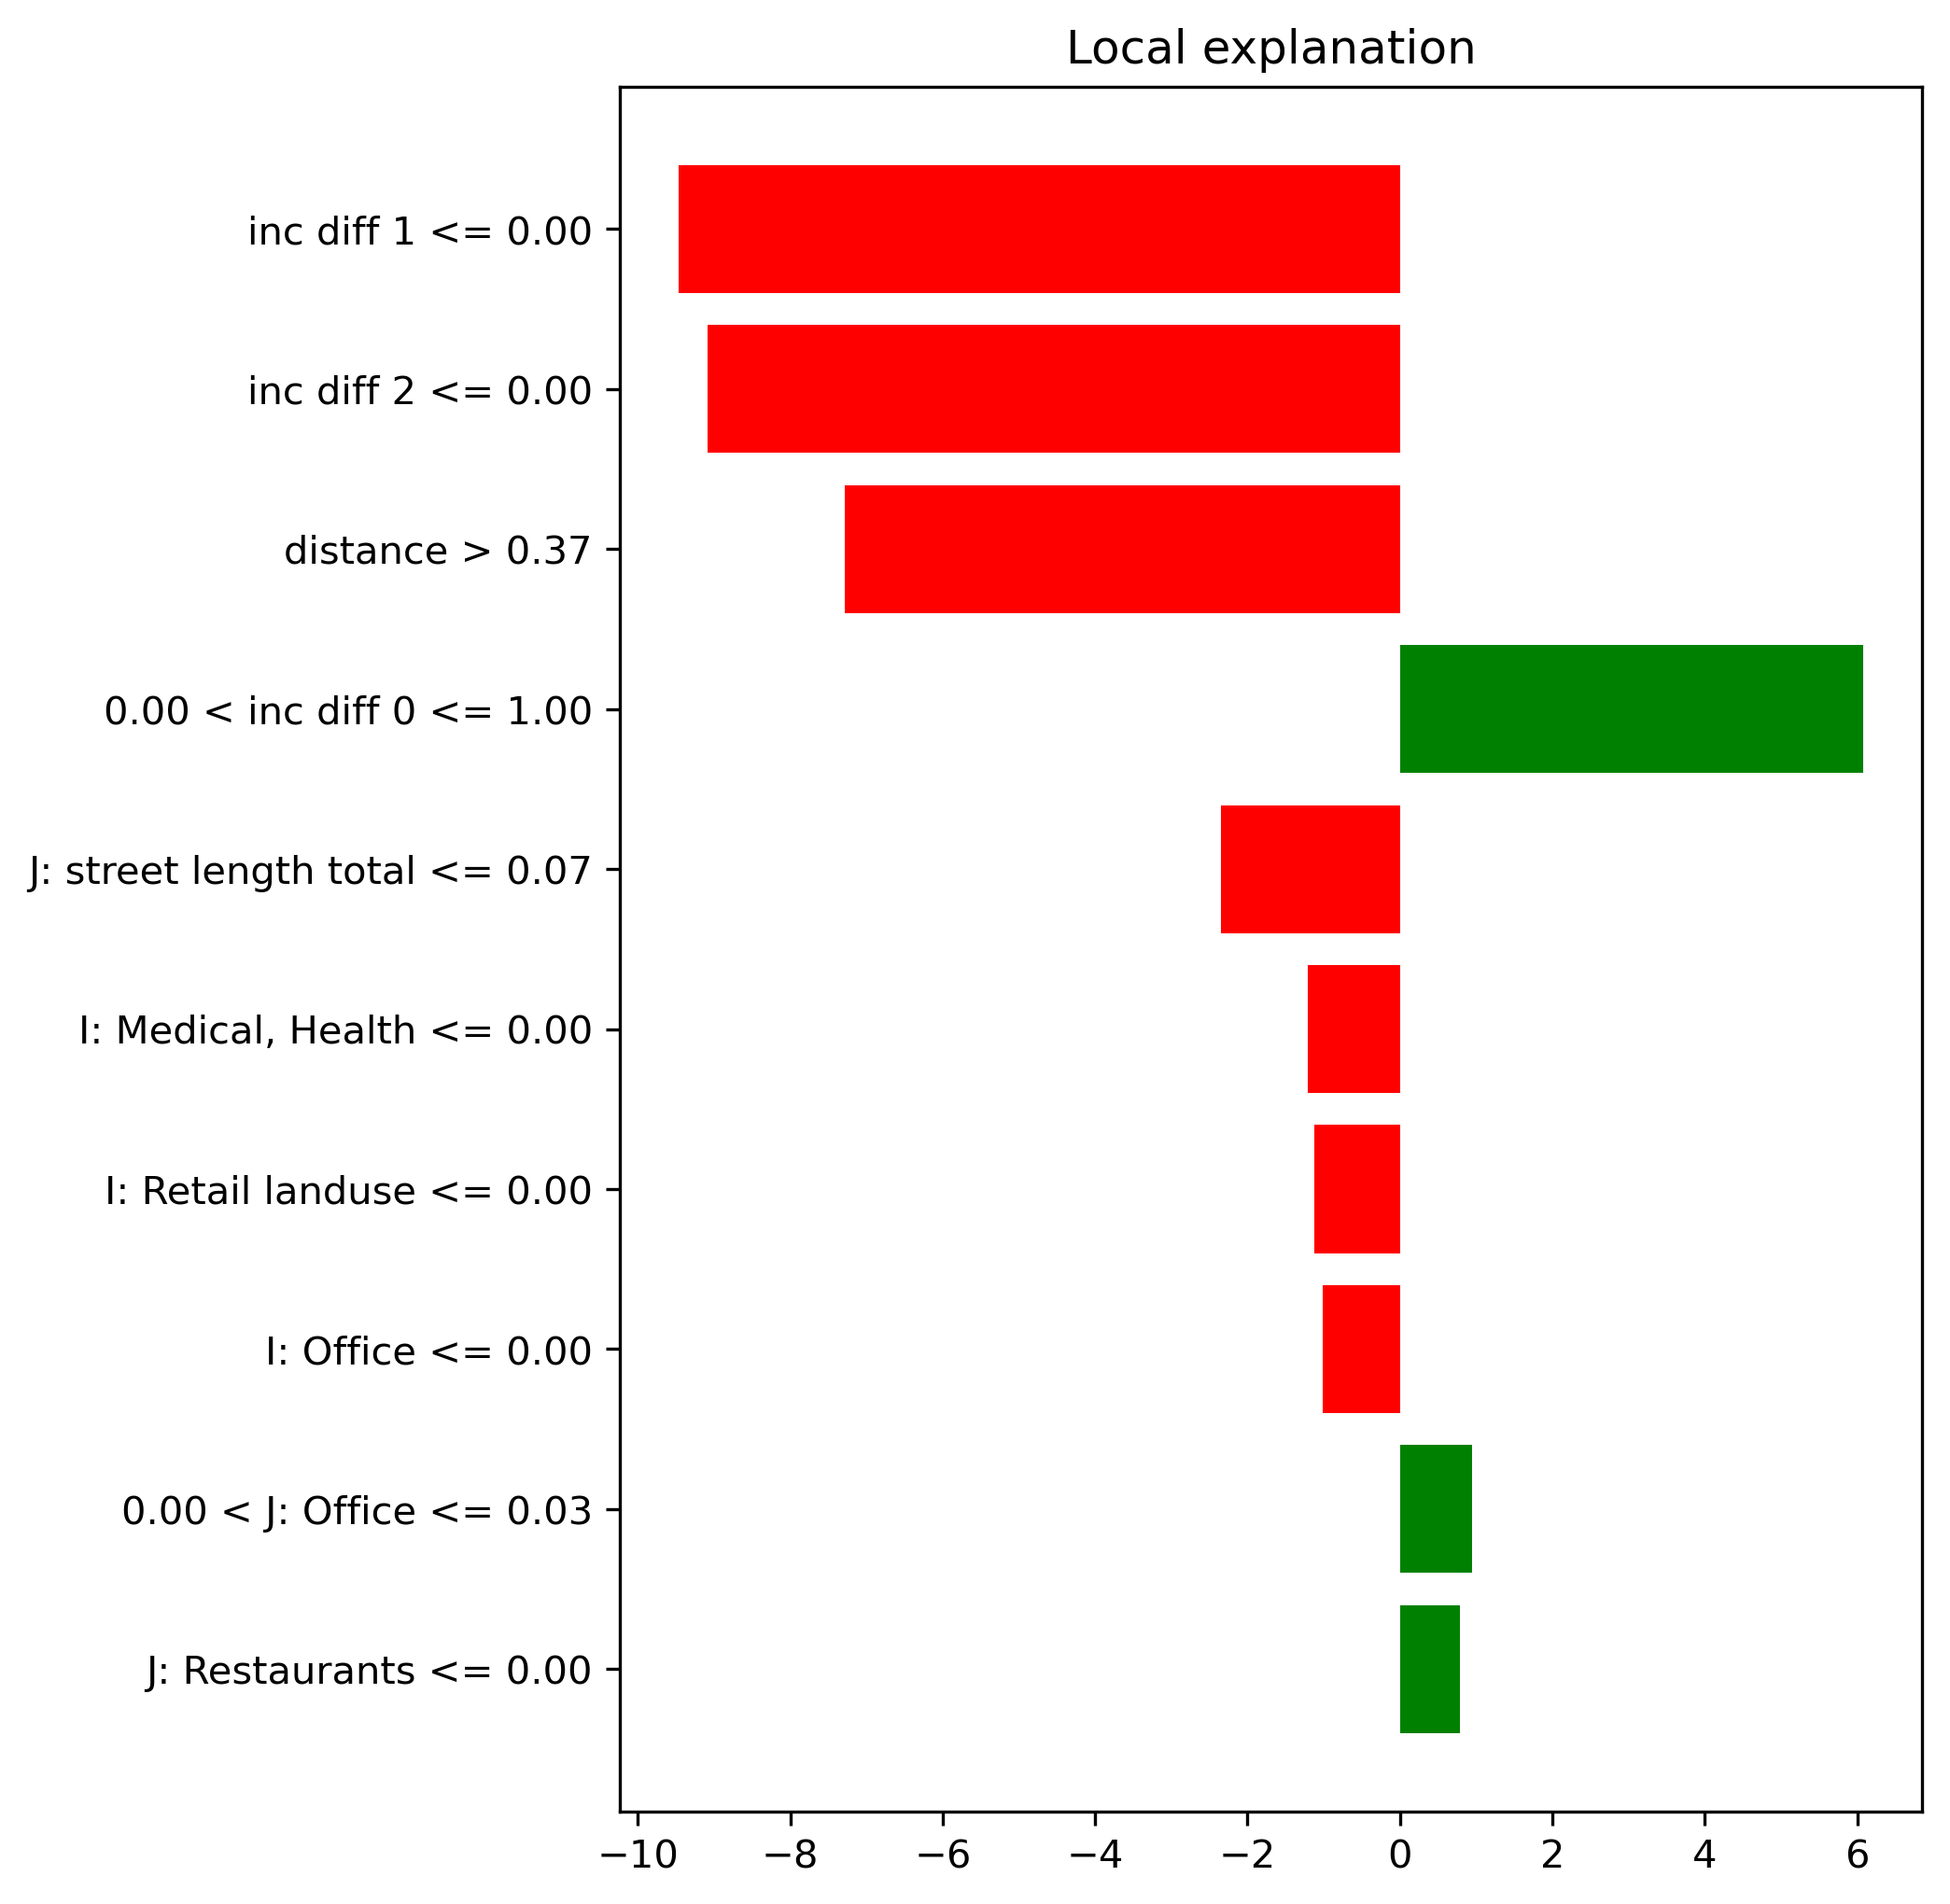 Local explanation
inc diff 1 <= 0.00
inc diff 2 <= 0.00
distance > 0.37
0.00 < inc diff 0 <= 1.00
J: street length total <= 0.07
I: Medical, Health <= 0.00
I: Retail landuse <= 0.00
I: Office <= 0.00
0.00 < J: Office <= 0.03
J: Restaurants <= 0.00
−10 −8 −6 −4 −2 0 2 4 6